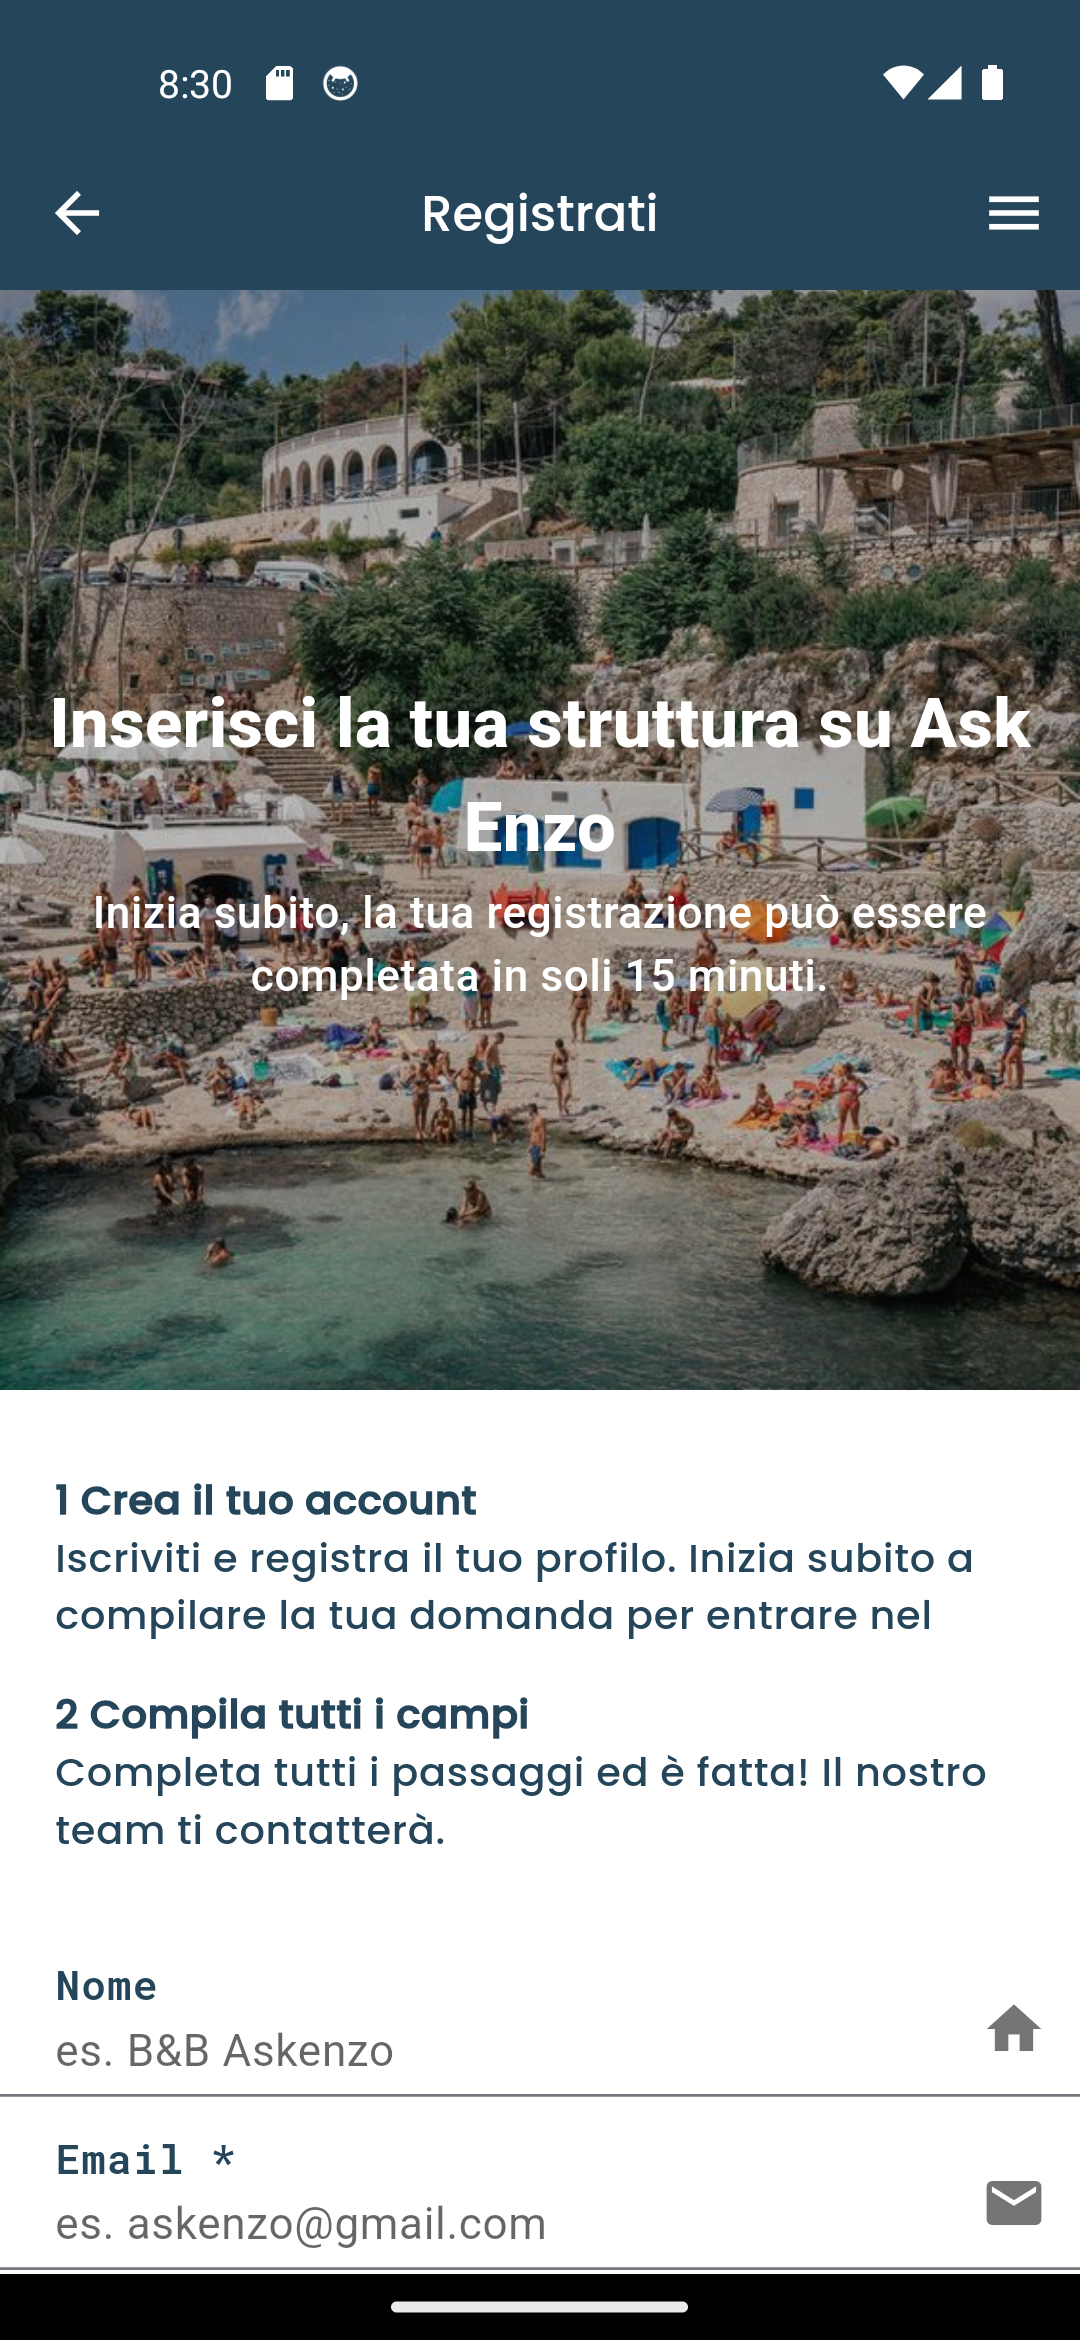 8:30
Registrati
Inserisci la tua struttura su Ask
Enzo
Inizia subito, la tua registrazione può essere
completata in soli 15 minuti.
1 Crea il tuo account
Iscriviti e registra il tuo profilo. Inizia subito a
compilare la tua domanda per entrare nel
2 Compila tutti i campi
Completa tutti i passaggi ed è fatta! Il nostro
team ti contatterà.
Nome
es. B&B Askenzo
Email *
es. askenzo@gmail.com